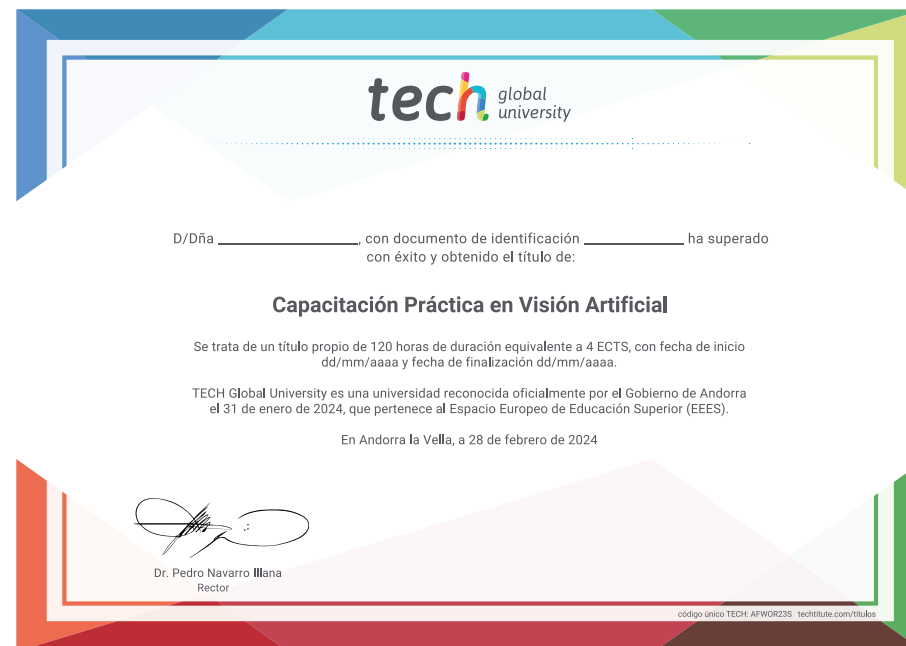 tech global university
D/Dña ____________, con documento de identificación ____________ ha superado
con éxito y obtenido el título de:
Capacitación Práctica en Visión Artificial
Se trata de un título propio de 120 horas de duración equivalente a 4 ECTS, con fecha de inicio
dd/mm/aaaa y fecha de finalización dd/mm/aaaa.
TECH Global University es una universidad reconocida oficialmente por el Gobierno de Andorra
el 31 de enero de 2024, que pertenece al Espacio Europeo de Educación Superior (EEES).
En Andorra la Vella, a 28 de febrero de 2024
Dr. Pedro Navarro Illana
Rector
código único TECH: AFWOR23S techtitute.com/titulos